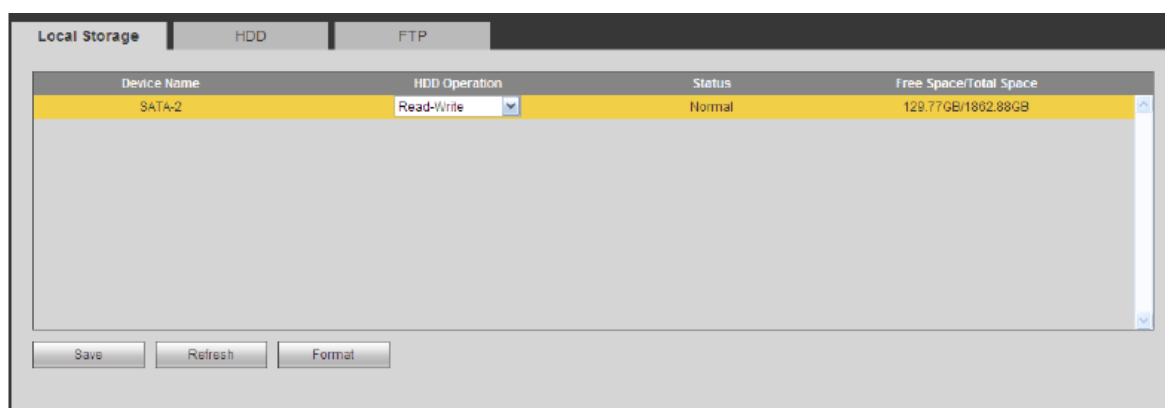 Local Storage HDD FTP
Device Name HDD Operation Status Free Space/Total Space
SATA-2 Read-Write Normal 129.77GB/1862.88GB
Save Refresh Format